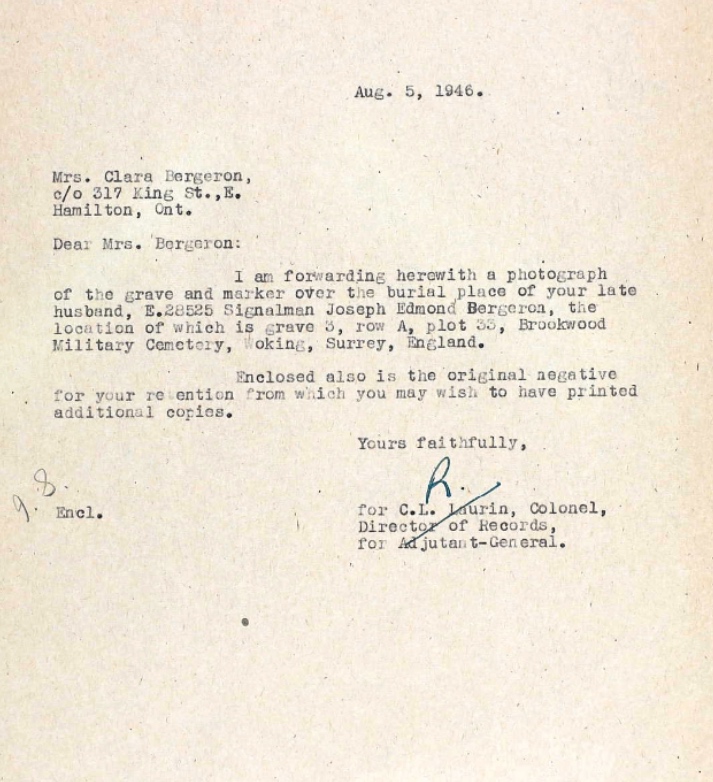 Aug. 5, 1946.
Mrs. Clara Bergeron,
c/o 317 King St.,E.
Hamilton, Ont.
Dear Mrs. Bergeron:
I am forwarding herewith a photograph
of the grave and marker over the burial place of your late
husband, E.28525 Signalman Joseph Edmond Bergeron, the
location of which is grave 3, row A, plot 33, Brookwood
Military Cemetery, Woking, Surrey, England.
Enclosed also is the original negative
for your retention from which you may wish to have printed
additional copies.
Yours faithfully,
R.
9.8.
Encl.
for C.L. Laurin, Colonel,
Director of Records,
for Adjutant-General.